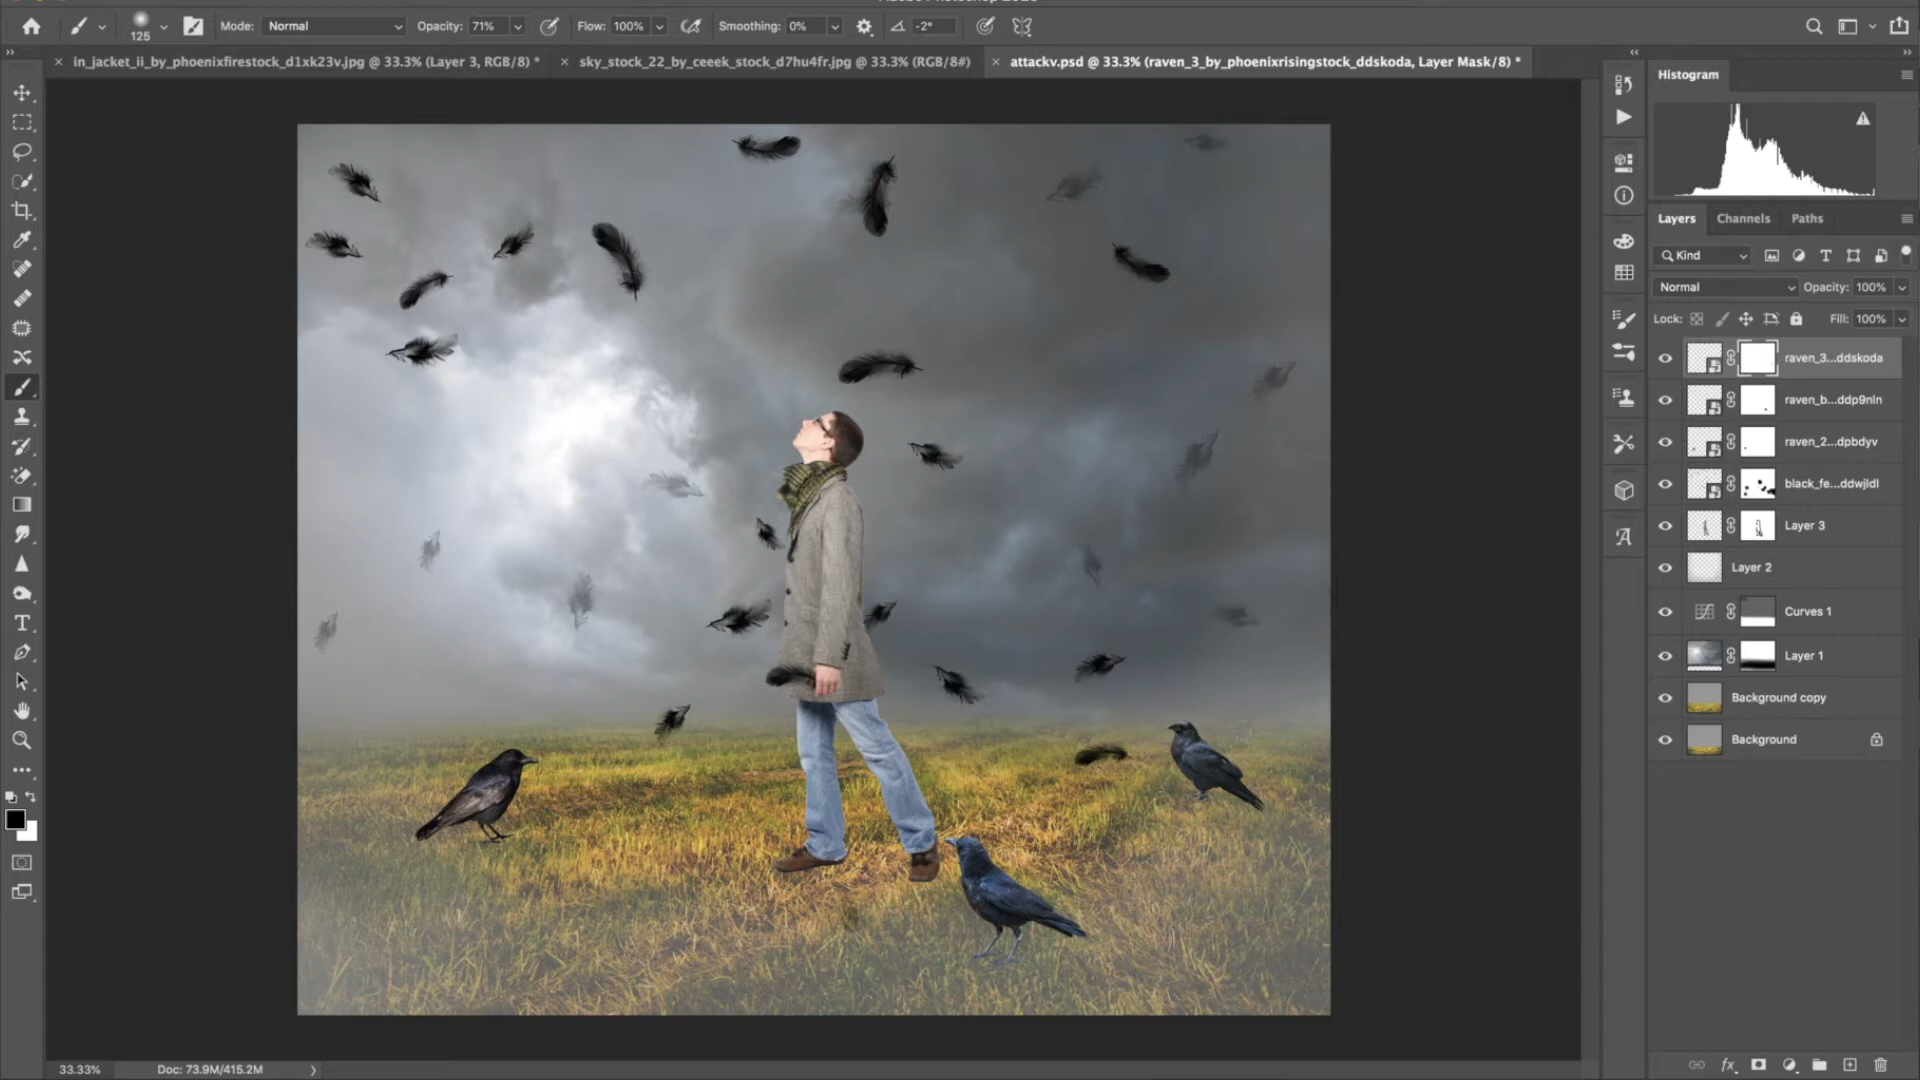 125
Mode: Normal
Opacity: 71%
Flow: 100%
Smoothing: 0%
-2°
in_jacket_ii_by_phoenixfirestock_d1xk23v.jpg @ 33.3% (Layer 3, RGB/8) *
sky_stock_22_by_ceeek_stock_d7hu4fr.jpg @ 33.3% (RGB/8#)
attackv.psd @ 33.3% (raven_3_by_phoenixrisingstock_ddskoda, Layer Mask/8) *
Histogram
Layers Channels Paths
Kind
Normal Opacity: 100%
Lock: Fill: 100%
raven_3...ddskoda
raven_b...ddp9nln
raven_2...dpbdyv
black_fe...ddwjldl
Layer 3
Layer 2
Curves 1
Layer 1
Background copy
Background
33.33% Doc: 73.9M/415.2M